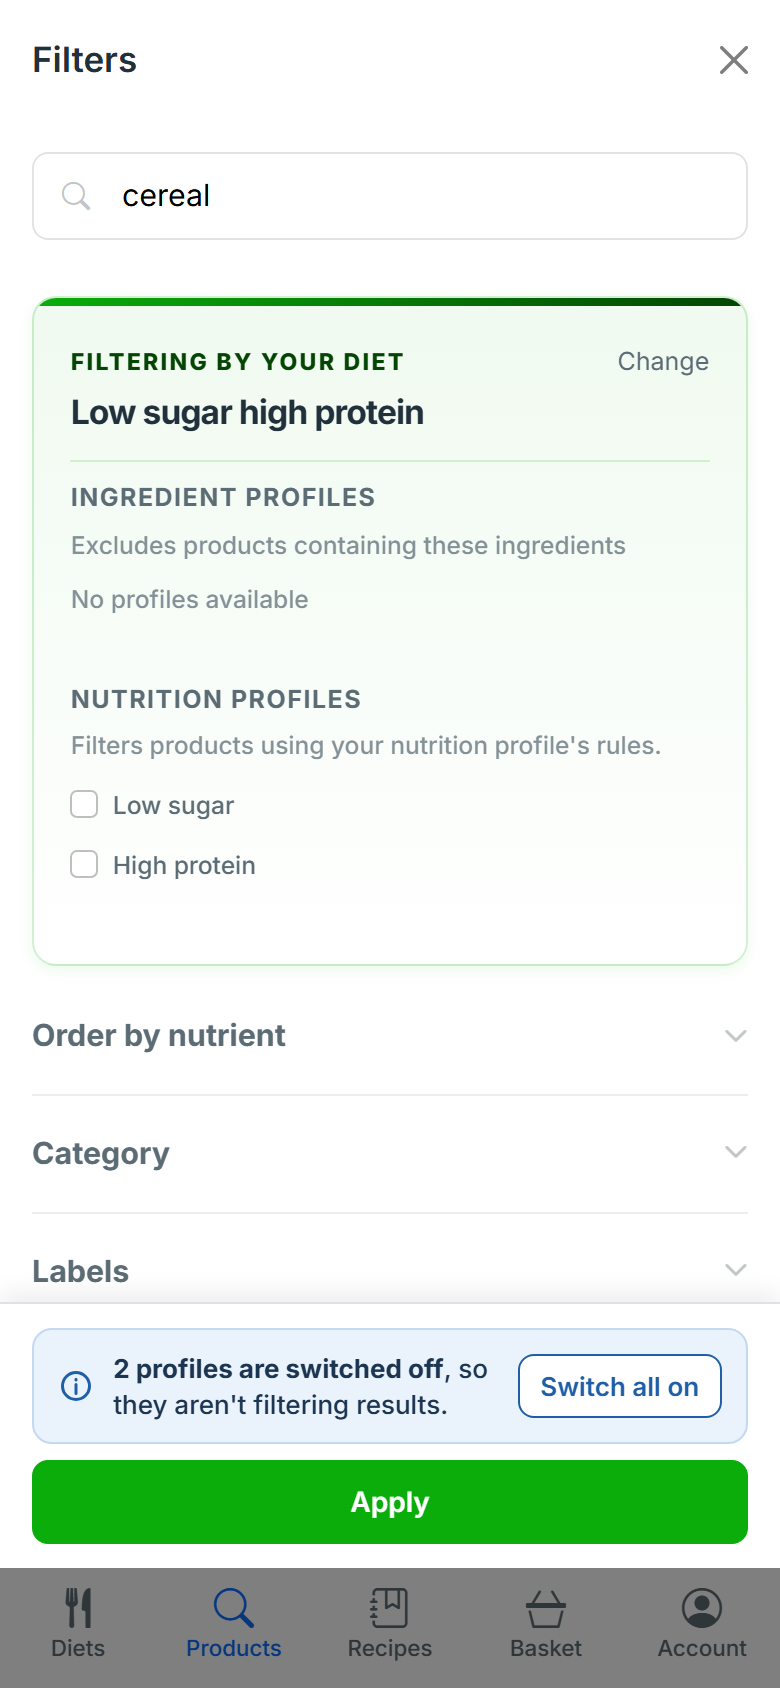 Filters
cereal
FILTERING BY YOUR DIET
Change
Low sugar high protein
INGREDIENT PROFILES
Excludes products containing these ingredients
No profiles available
NUTRITION PROFILES
Filters products using your nutrition profile's rules.
Low sugar
High protein
Order by nutrient
Category
Labels
2 profiles are switched off, so
they aren't filtering results.
Switch all on
Apply
Diets
Products
Recipes
Basket
Account